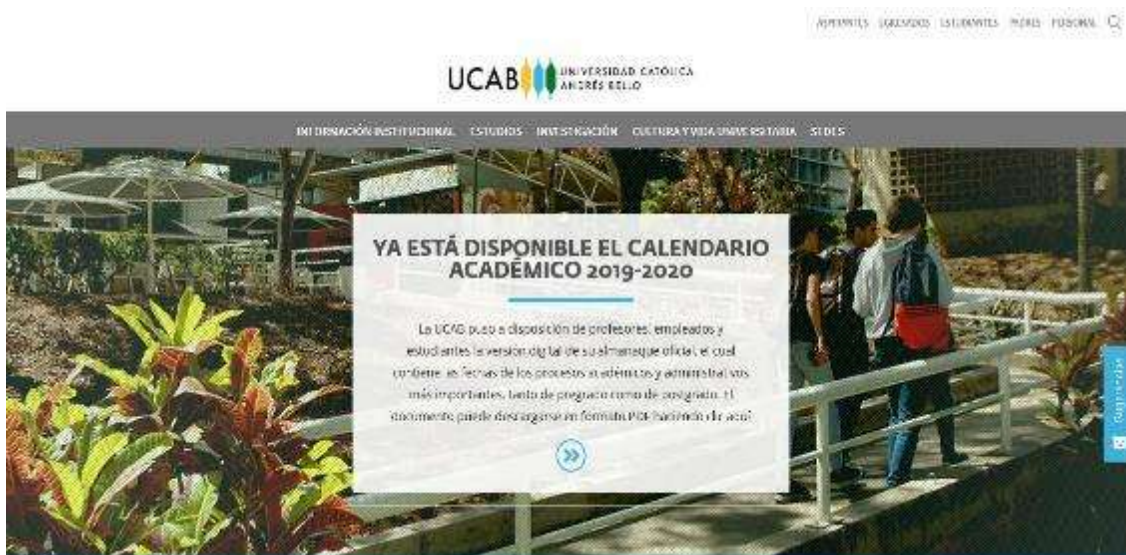 ASPIRANTES EGRESADOS ESTUDIANTES PADRES PERSONAL
UCAB UNIVERSIDAD CATÓLICA
ANDRÉS BELLO
INFORMACIÓN INSTITUCIONAL ESTUDIOS INVESTIGACIÓN CULTURA Y VIDA UNIVERSITARIA SEDES
YA ESTÁ DISPONIBLE EL CALENDARIO
ACADÉMICO 2019-2020
La UCAB puso a disposición de profesores, empleados y
estudiantes la versión digital de su almanaque oficial, el cual
contiene las fechas de los procesos académicos y administrativos
más importantes, tanto de pregrado como de postgrado. El
documento puede descargarse en formato PDF haciendo clic aquí
Sugerencias